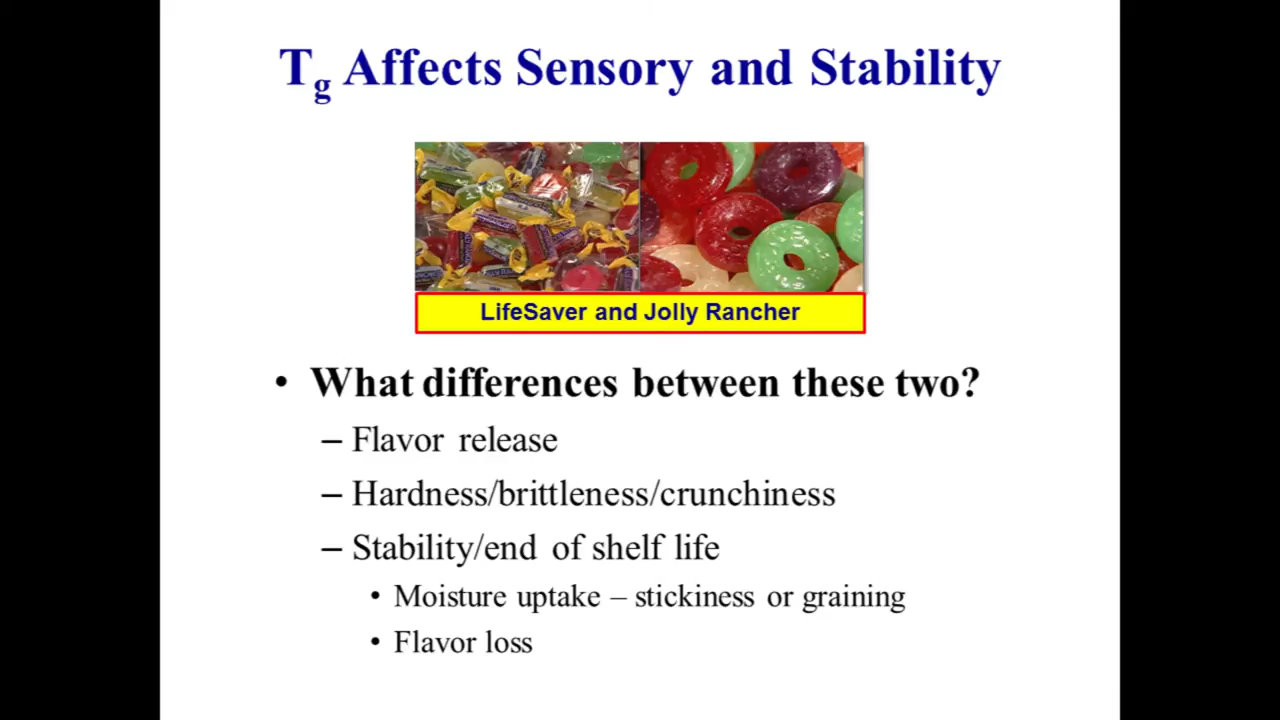 Tg Affects Sensory and Stability
LifeSaver and Jolly Rancher
• What differences between these two?
– Flavor release
– Hardness/brittleness/crunchiness
– Stability/end of shelf life
• Moisture uptake – stickiness or graining
• Flavor loss